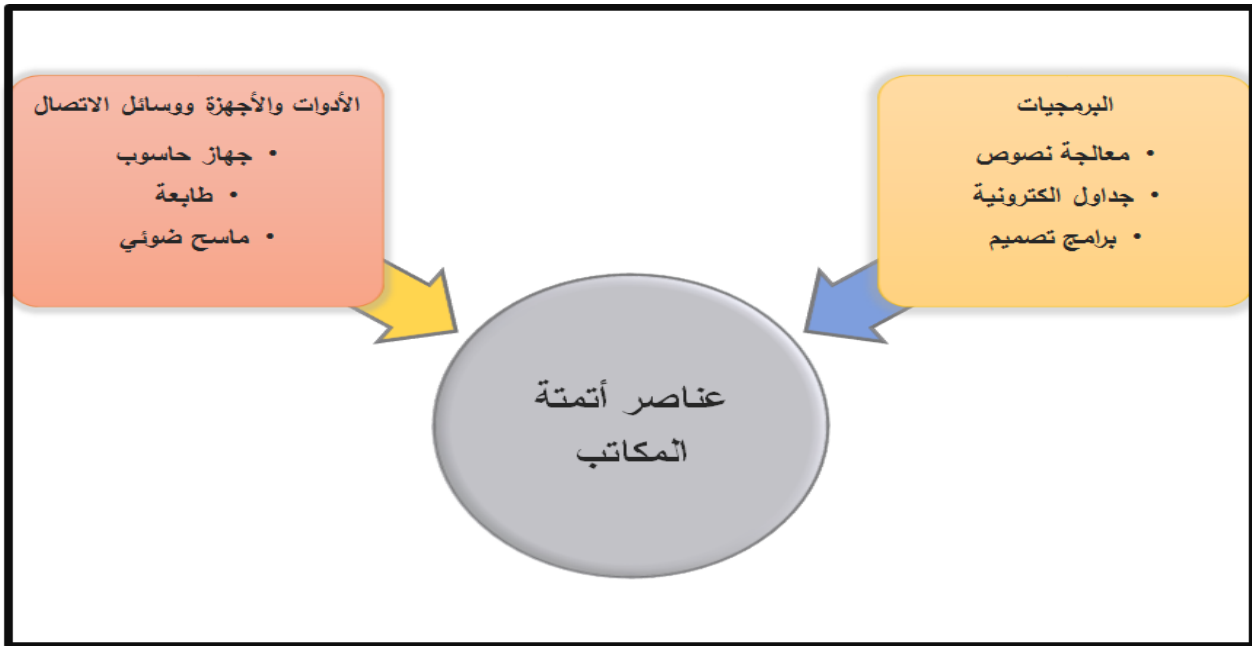 البرمجيات
• معالجة نصوص
• جداول الكترونية
• برامج تصميم
الأدوات والأجهزة ووسائل الاتصال
• جهاز حاسوب
• طابعة
• ماسح ضوئي
عناصر أتمتة
المكاتب